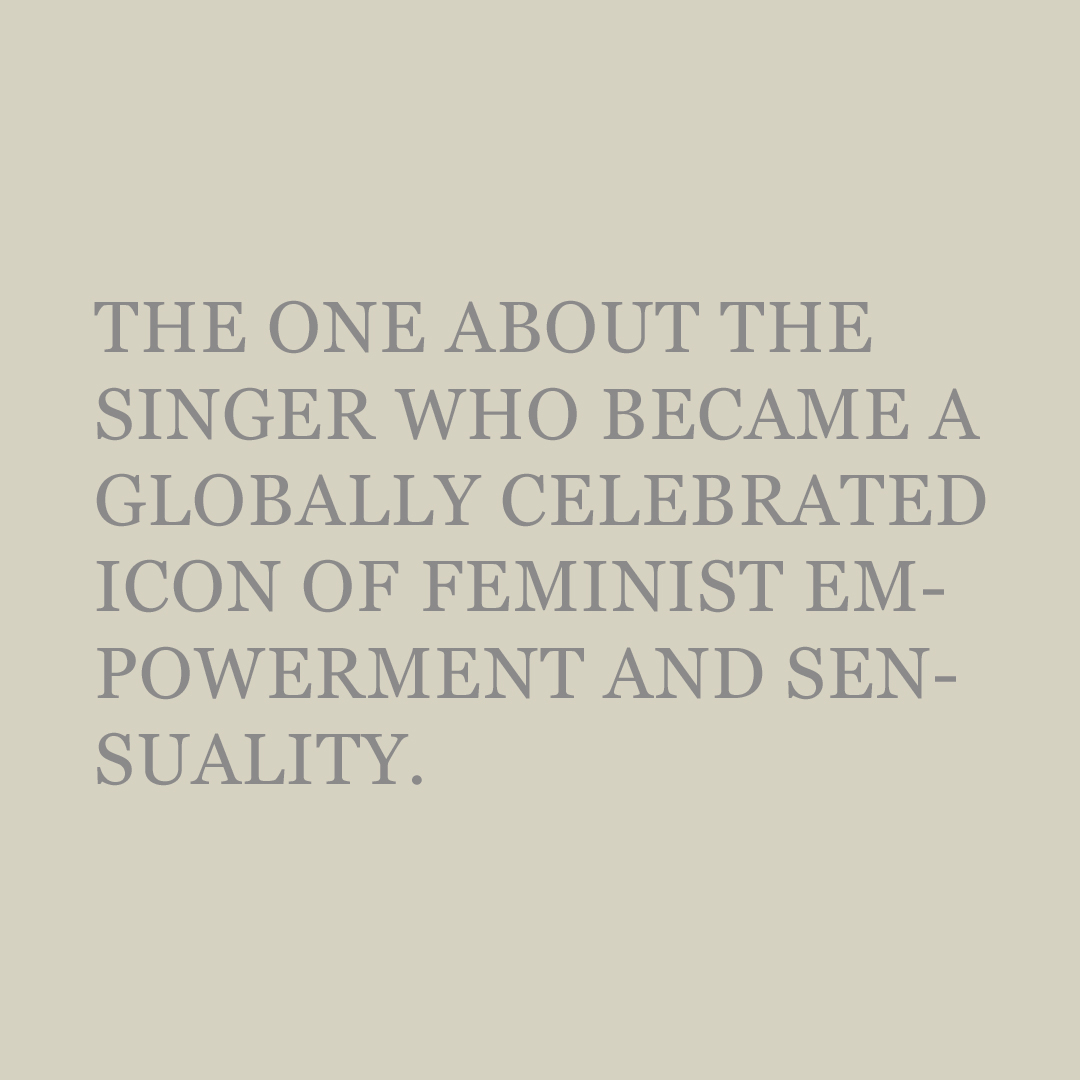 THE ONE ABOUT THE
SINGER WHO BECAME A
GLOBALLY CELEBRATED
ICON OF FEMINIST EM-
POWERMENT AND SEN-
SUALITY.